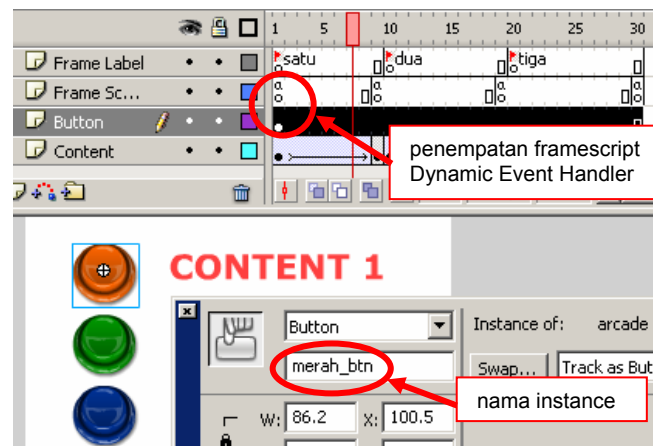 1 5 10 15 20 25 30
Frame Label satu dua tiga
Frame Sc... a a a a
Button
penempatan framescript
Dynamic Event Handler
Content
CONTENT 1
Button Instance of: arcade
merah_btn Swap... Track as But
nama instance
W: 86.2 X: 100.5